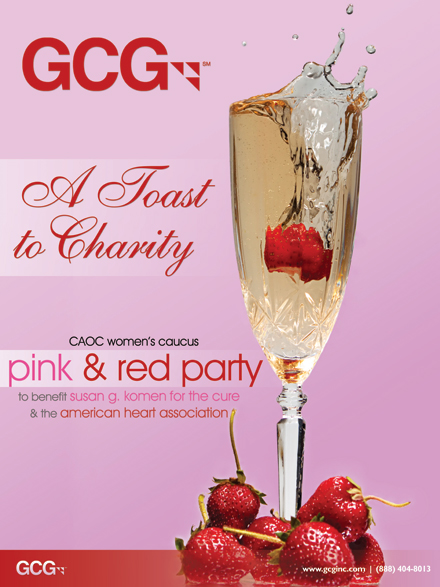 GCG SM
A Toast
to Charity
CAOC women's caucus
pink & red party
to benefit susan g. komen for the cure
& the american heart association
GCG
www.gcginc.com | (888) 404-8013